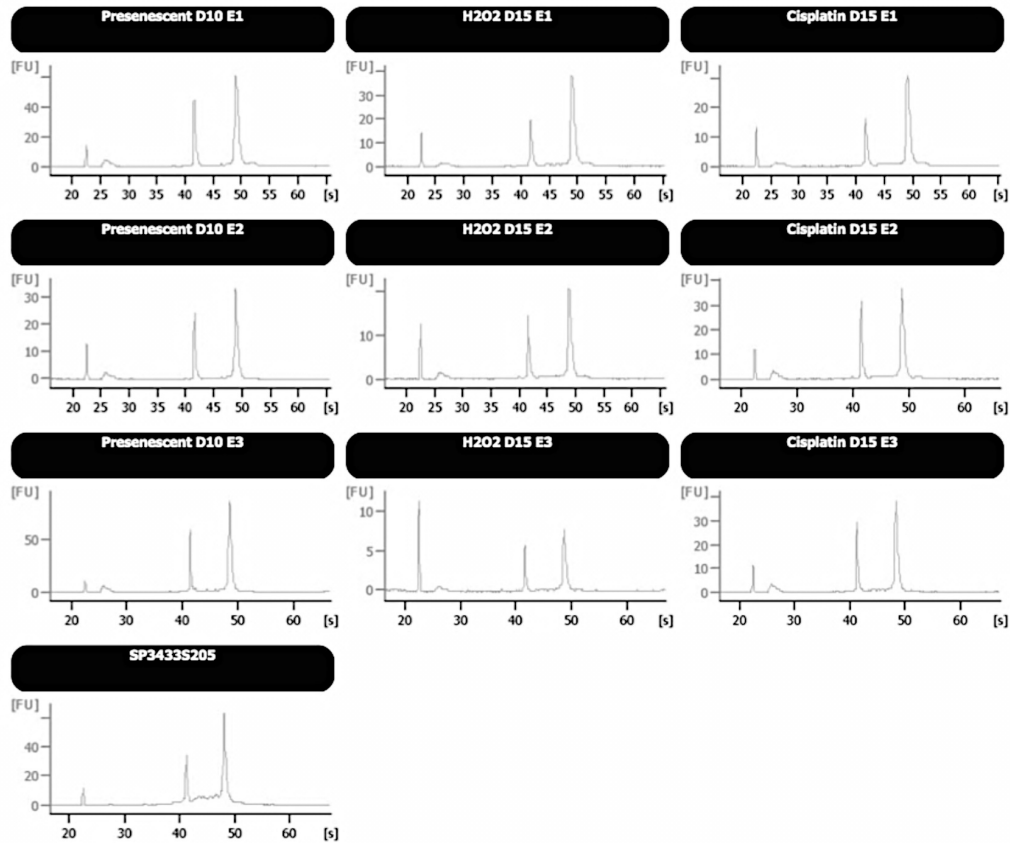 Presenescent D10 E1
H2O2 D15 E1
Cisplatin D15 E1
[FU]
40
20
0
20 25 30 35 40 45 50 55 60 [s]
[FU]
30
20
10
0
20 25 30 35 40 45 50 55 60 [s]
[FU]
20
10
0
20 25 30 35 40 45 50 55 60 [s]
Presenescent D10 E2
H2O2 D15 E2
Cisplatin D15 E2
[FU]
30
20
10
0
20 25 30 35 40 45 50 55 60 [s]
[FU]
10
0
20 25 30 35 40 45 50 55 60 [s]
[FU]
30
20
10
0
20 30 40 50 60 [s]
Presenescent D10 E3
H2O2 D15 E3
Cisplatin D15 E3
[FU]
50
0
20 30 40 50 60 [s]
[FU]
10
5
0
20 30 40 50 60 [s]
[FU]
30
20
10
0
20 30 40 50 60 [s]
SP3433S205
[FU]
40
20
0
20 30 40 50 60 [s]